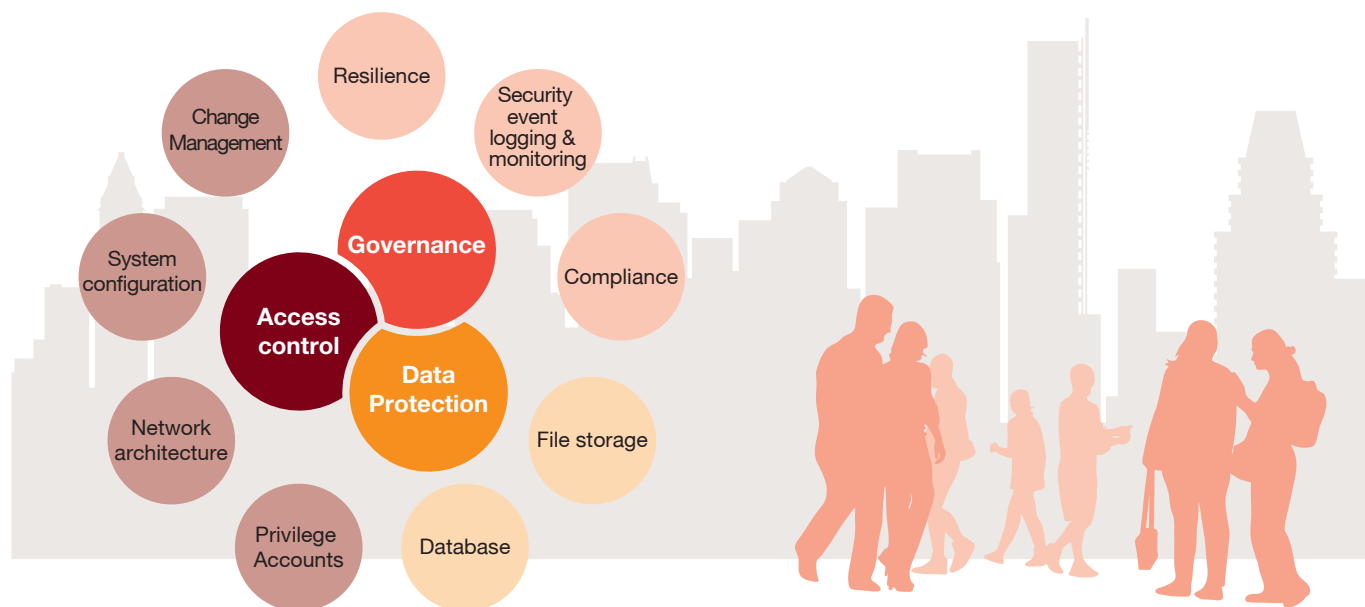 Resilience
Security
event
logging &
monitoring
Change
Management
Governance
System
configuration
Compliance
Access
control
Data
Protection
Network
architecture
File storage
Privilege
Accounts
Database